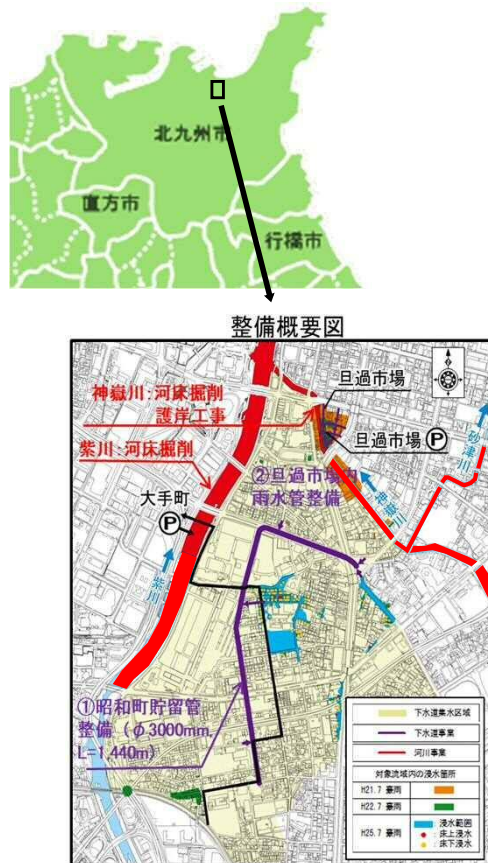 北九州市
直方市
行橋市
整備概要図
神嶽川:河床掘削
護岸工事
紫川:河床掘削
旦過市場
旦過市場Ⓟ
砂津川
②旦過市場内
雨水管整備
神嶽川
大手町
Ⓟ
紫川
①昭和町貯留管
整備（φ3000mm、
L=1,440m）
下水道集水区域
下水道事業
河川事業
対象流域内の浸水箇所
H21.7 豪雨
H22.7 豪雨
H25.7 豪雨
浸水範囲
床上浸水
床下浸水